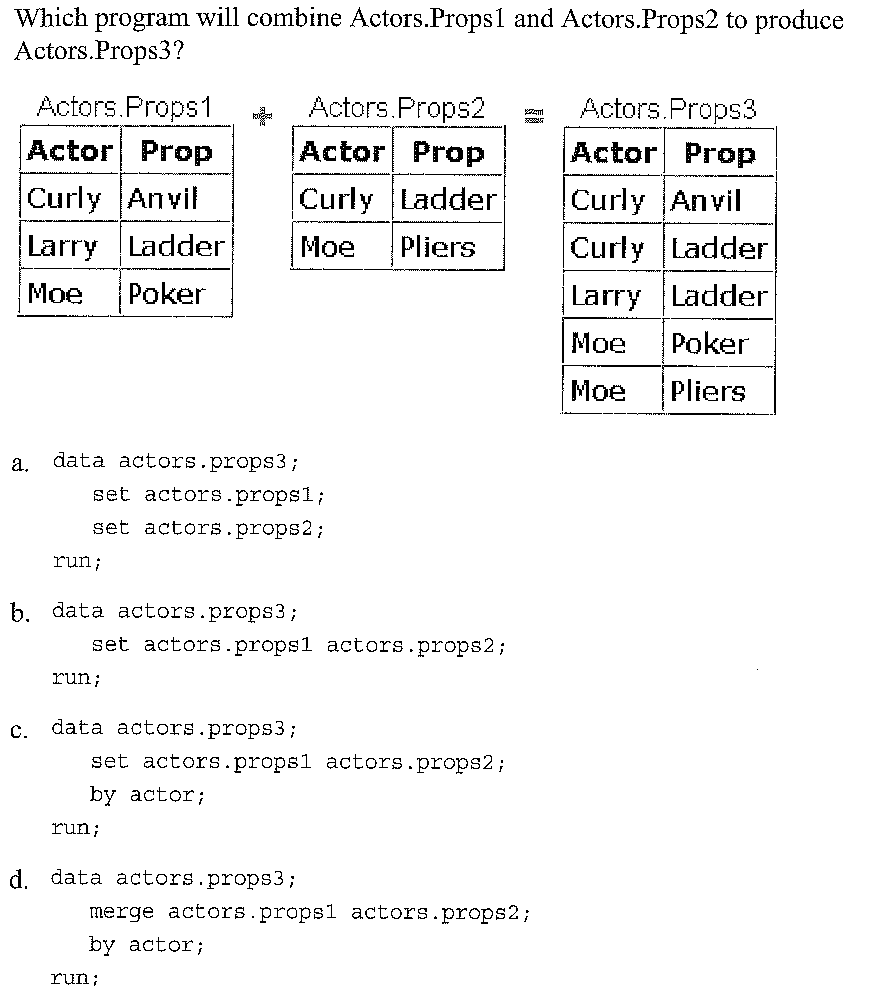 Which program will combine Actors.Props1 and Actors.Props2 to produce
Actors.Props3?
Actors.Props1 + Actors.Props2 = Actors.Props3
Actor Prop Actor Prop Actor Prop
Curly Anvil Curly Ladder Curly Anvil
Larry Ladder Moe Pliers Curly Ladder
Moe Poker Larry Ladder
Moe Poker
Moe Pliers
a. data actors.props3;
set actors.props1;
set actors.props2;
run;
b. data actors.props3;
set actors.props1 actors.props2;
run;
c. data actors.props3;
set actors.props1 actors.props2;
by actor;
run;
d. data actors.props3;
merge actors.props1 actors.props2;
by actor;
run;